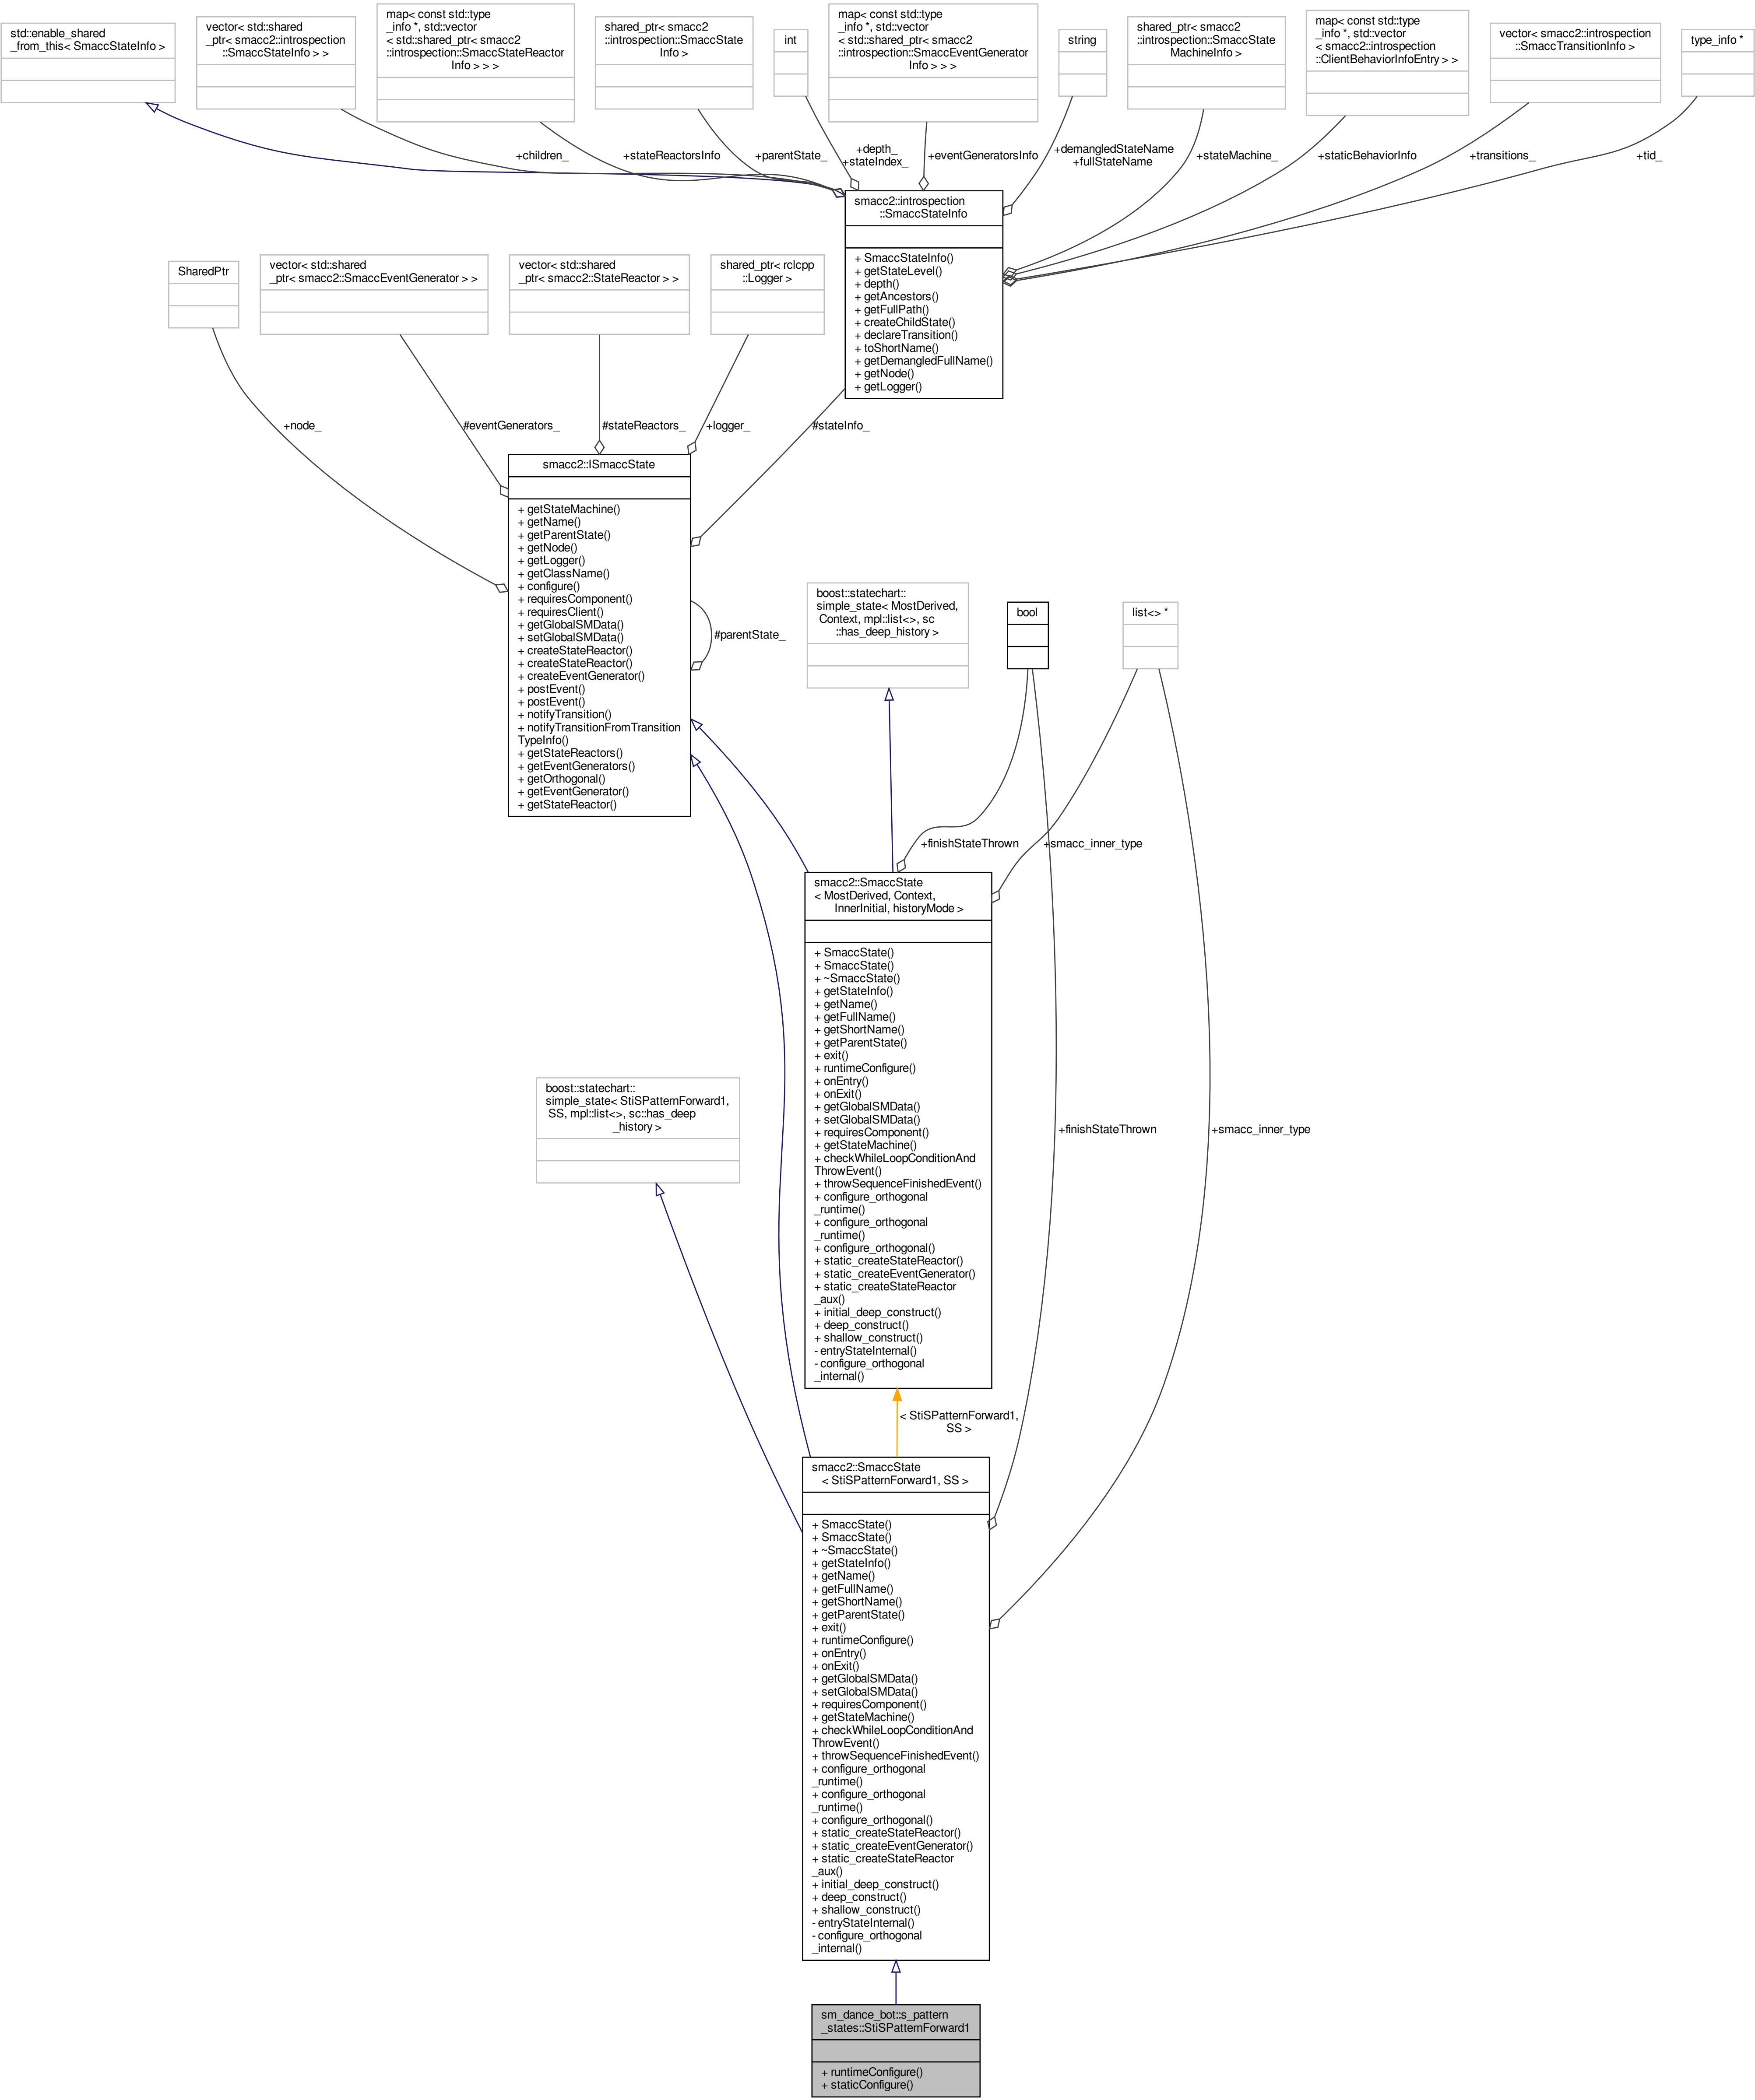 std::enable_shared
_from_this< SmaccStateInfo >
vector< std::shared
_ptr< smacc2::introspection
::SmaccStateInfo > >
map< const std::type
_info *, std::vector
< std::shared_ptr< smacc2
::introspection::SmaccStateReactor
Info > > >
shared_ptr< smacc2
::introspection::SmaccState
Info >
int
map< const std::type
_info *, std::vector
< std::shared_ptr< smacc2
::introspection::SmaccEventGenerator
Info > > >
string
shared_ptr< smacc2
::introspection::SmaccState
MachineInfo >
map< const std::type
_info *, std::vector
< smacc2::introspection
::ClientBehaviorInfoEntry > >
vector< smacc2::introspection
::SmaccTransitionInfo >
type_info *
+children_
+stateReactorsInfo
+parentState_
+depth_
+stateIndex_
+eventGeneratorsInfo
+demangledStateName
+fullStateName
+stateMachine_
+staticBehaviorInfo
+transitions_
+tid_
smacc2::introspection
::SmaccStateInfo
+ SmaccStateInfo()
+ getStateLevel()
+ depth()
+ getAncestors()
+ getFullPath()
+ createChildState()
+ declareTransition()
+ toShortName()
+ getDemangledFullName()
+ getNode()
+ getLogger()
SharedPtr
vector< std::shared
_ptr< smacc2::SmaccEventGenerator > >
vector< std::shared
_ptr< smacc2::StateReactor > >
shared_ptr< rclcpp
::Logger >
+node_
#eventGenerators_
#stateReactors_
+logger_
#stateInfo_
smacc2::ISmaccState
+ getStateMachine()
+ getName()
+ getParentState()
+ getNode()
+ getLogger()
+ getClassName()
+ configure()
+ requiresComponent()
+ requiresClient()
+ getGlobalSMData()
+ setGlobalSMData()
+ createStateReactor()
+ createStateReactor()
+ createEventGenerator()
+ postEvent()
+ postEvent()
+ notifyTransition()
+ notifyTransitionFromTransition
TypeInfo()
+ getStateReactors()
+ getEventGenerators()
+ getOrthogonal()
+ getEventGenerator()
+ getStateReactor()
#parentState_
boost::statechart::
simple_state< MostDerived,
Context, mpl::list<>, sc
::has_deep_history >
bool
list<> *
+finishStateThrown
+smacc_inner_type
smacc2::SmaccState
< MostDerived, Context,
InnerInitial, historyMode >
+ SmaccState()
+ SmaccState()
+ ~SmaccState()
+ getStateInfo()
+ getName()
+ getFullName()
+ getShortName()
+ getParentState()
+ exit()
+ runtimeConfigure()
+ onEntry()
+ onExit()
+ getGlobalSMData()
+ setGlobalSMData()
+ requiresComponent()
+ getStateMachine()
+ checkWhileLoopConditionAnd
ThrowEvent()
+ throwSequenceFinishedEvent()
+ configure_orthogonal
_runtime()
+ configure_orthogonal
_runtime()
+ configure_orthogonal()
+ static_createStateReactor()
+ static_createEventGenerator()
+ static_createStateReactor
_aux()
+ initial_deep_construct()
+ deep_construct()
+ shallow_construct()
- entryStateInternal()
- configure_orthogonal
_internal()
boost::statechart::
simple_state< StiSPatternForward1,
SS, mpl::list<>, sc::has_deep
_history >
+finishStateThrown
+smacc_inner_type
< StiSPatternForward1,
SS >
smacc2::SmaccState
< StiSPatternForward1, SS >
+ SmaccState()
+ SmaccState()
+ ~SmaccState()
+ getStateInfo()
+ getName()
+ getFullName()
+ getShortName()
+ getParentState()
+ exit()
+ runtimeConfigure()
+ onEntry()
+ onExit()
+ getGlobalSMData()
+ setGlobalSMData()
+ requiresComponent()
+ getStateMachine()
+ checkWhileLoopConditionAnd
ThrowEvent()
+ throwSequenceFinishedEvent()
+ configure_orthogonal
_runtime()
+ configure_orthogonal
_runtime()
+ configure_orthogonal()
+ static_createStateReactor()
+ static_createEventGenerator()
+ static_createStateReactor
_aux()
+ initial_deep_construct()
+ deep_construct()
+ shallow_construct()
- entryStateInternal()
- configure_orthogonal
_internal()
sm_dance_bot::s_pattern
_states::StiSPatternForward1
+ runtimeConfigure()
+ staticConfigure()